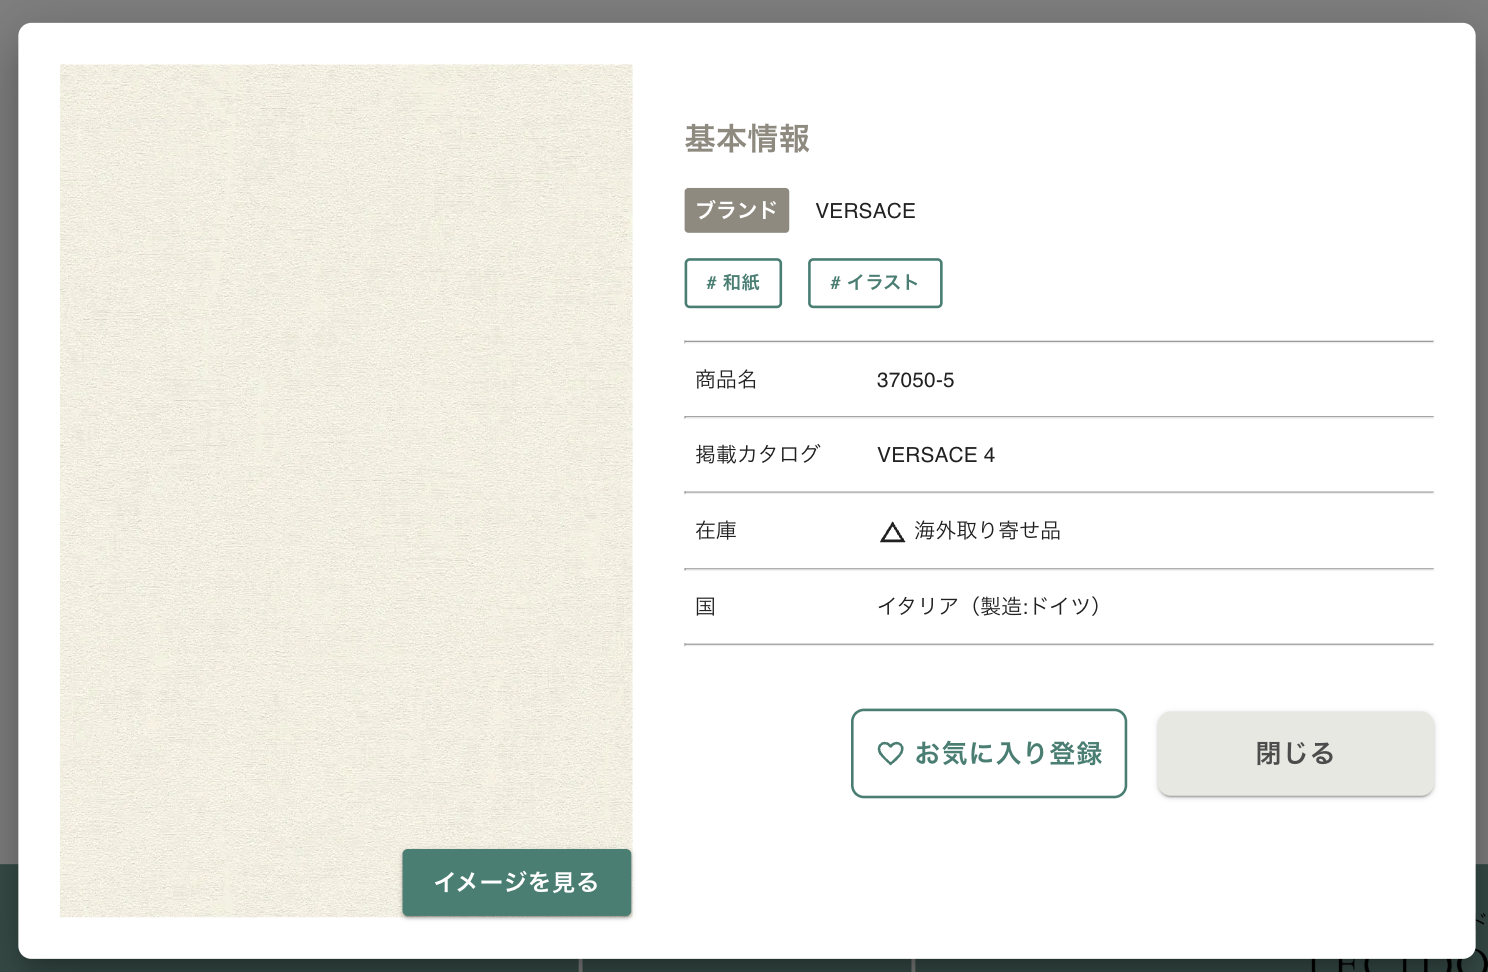 基本情報
ブランド VERSACE
# 和紙 # イラスト
商品名 37050-5
掲載カタログ VERSACE 4
在庫 △ 海外取り寄せ品
国 イタリア（製造:ドイツ）
♡ お気に入り登録 閉じる
イメージを見る